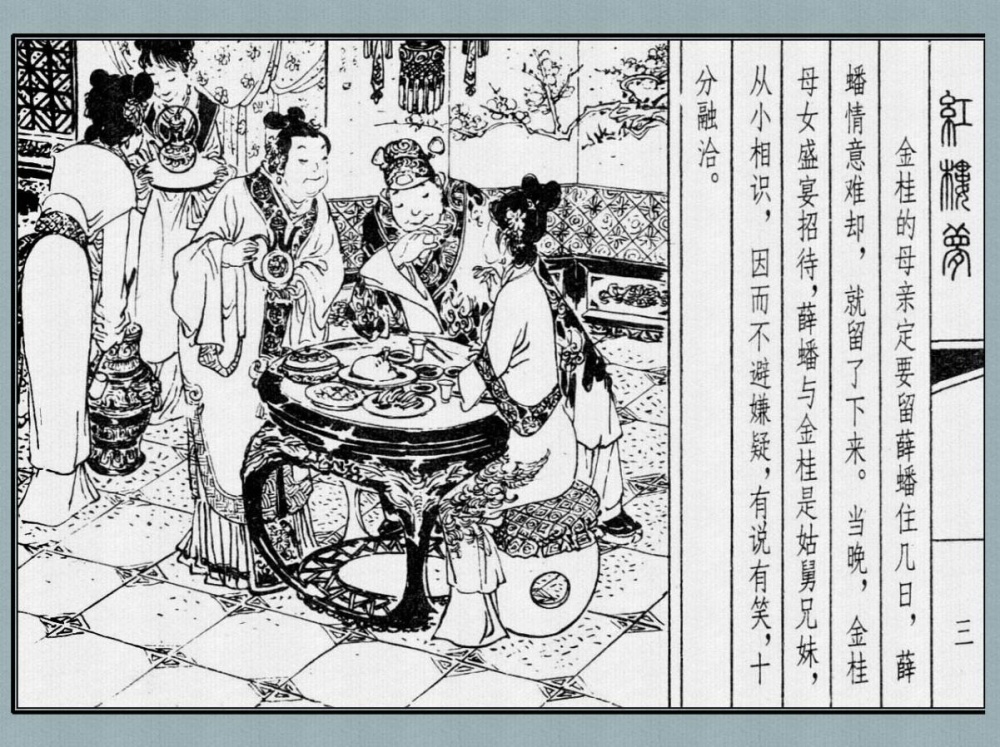 紅樓夢
三
金桂的母亲定要留薛蟠住几日，薛
蟠情意难却，就留了下来。当晚，金桂
母女盛宴招待，薛蟠与金桂是姑舅兄妹，
从小相识，因而不避嫌疑，有说有笑，十
分融洽。